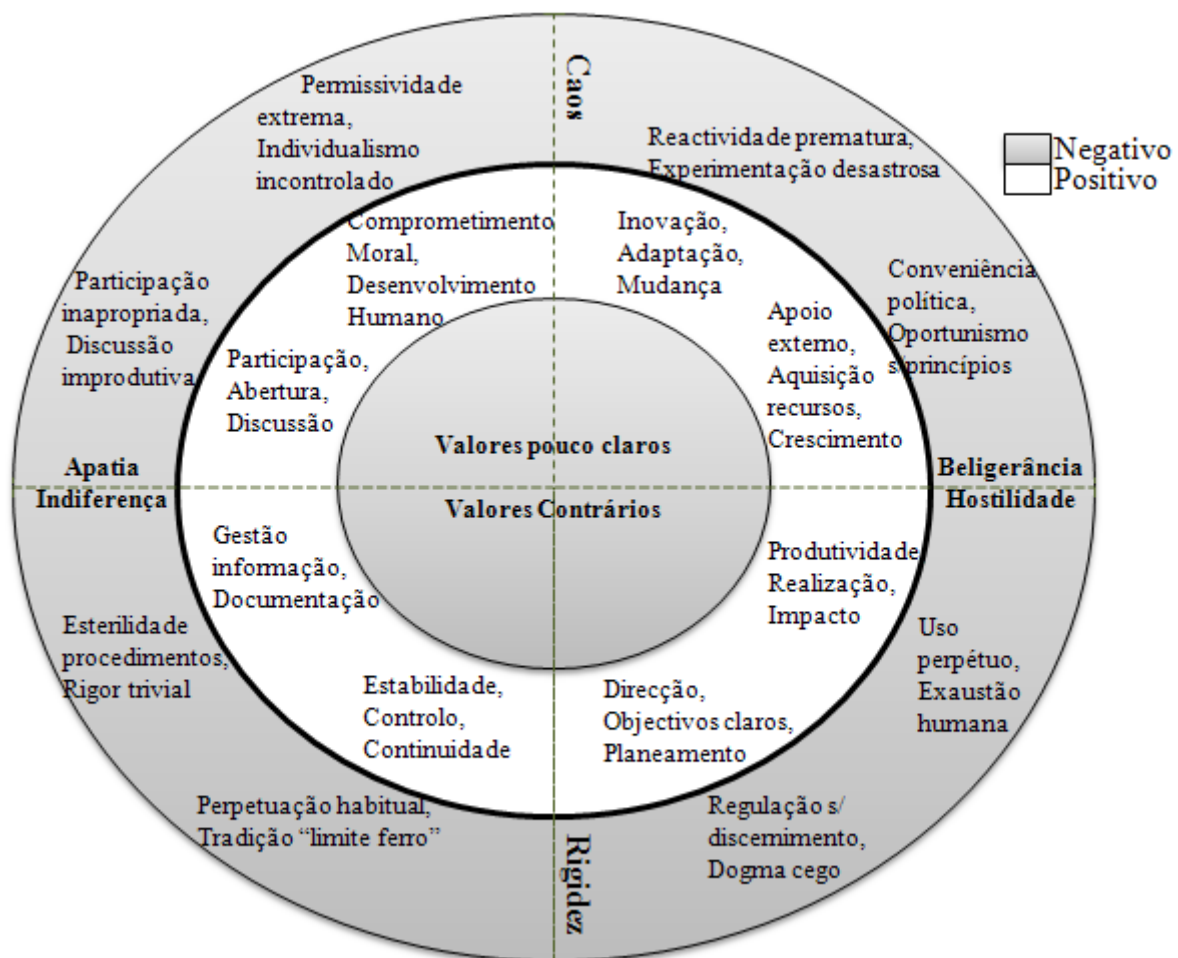 Caos
Permissividade
extrema,
Individualismo
incontrolado
Reactividade prematura,
Experimentação desastrosa
Negativo
Positivo
Comprometimento
Moral,
Desenvolvimento
Humano
Inovação,
Adaptação,
Mudança
Participação
inapropriada,
Discussão
improdutiva
Conveniência
política,
Oportunismo
s/princípios
Participação,
Abertura,
Discussão
Apoio
externo,
Aquisição
recursos,
Crescimento
Valores pouco claros
Valores Contrários
Apatia
Indiferença
Beligerância
Hostilidade
Gestão
informação,
Documentação
Produtividade
Realização,
Impacto
Esterilidade
procedimentos,
Rigor trivial
Uso
perpétuo,
Exaustão
humana
Estabilidade,
Controlo,
Continuidade
Direcção,
Objectivos claros,
Planeamento
Perpetuação habitual,
Tradição “limite ferro”
Regulação s/
discernimento,
Dogma cego
Rigidez